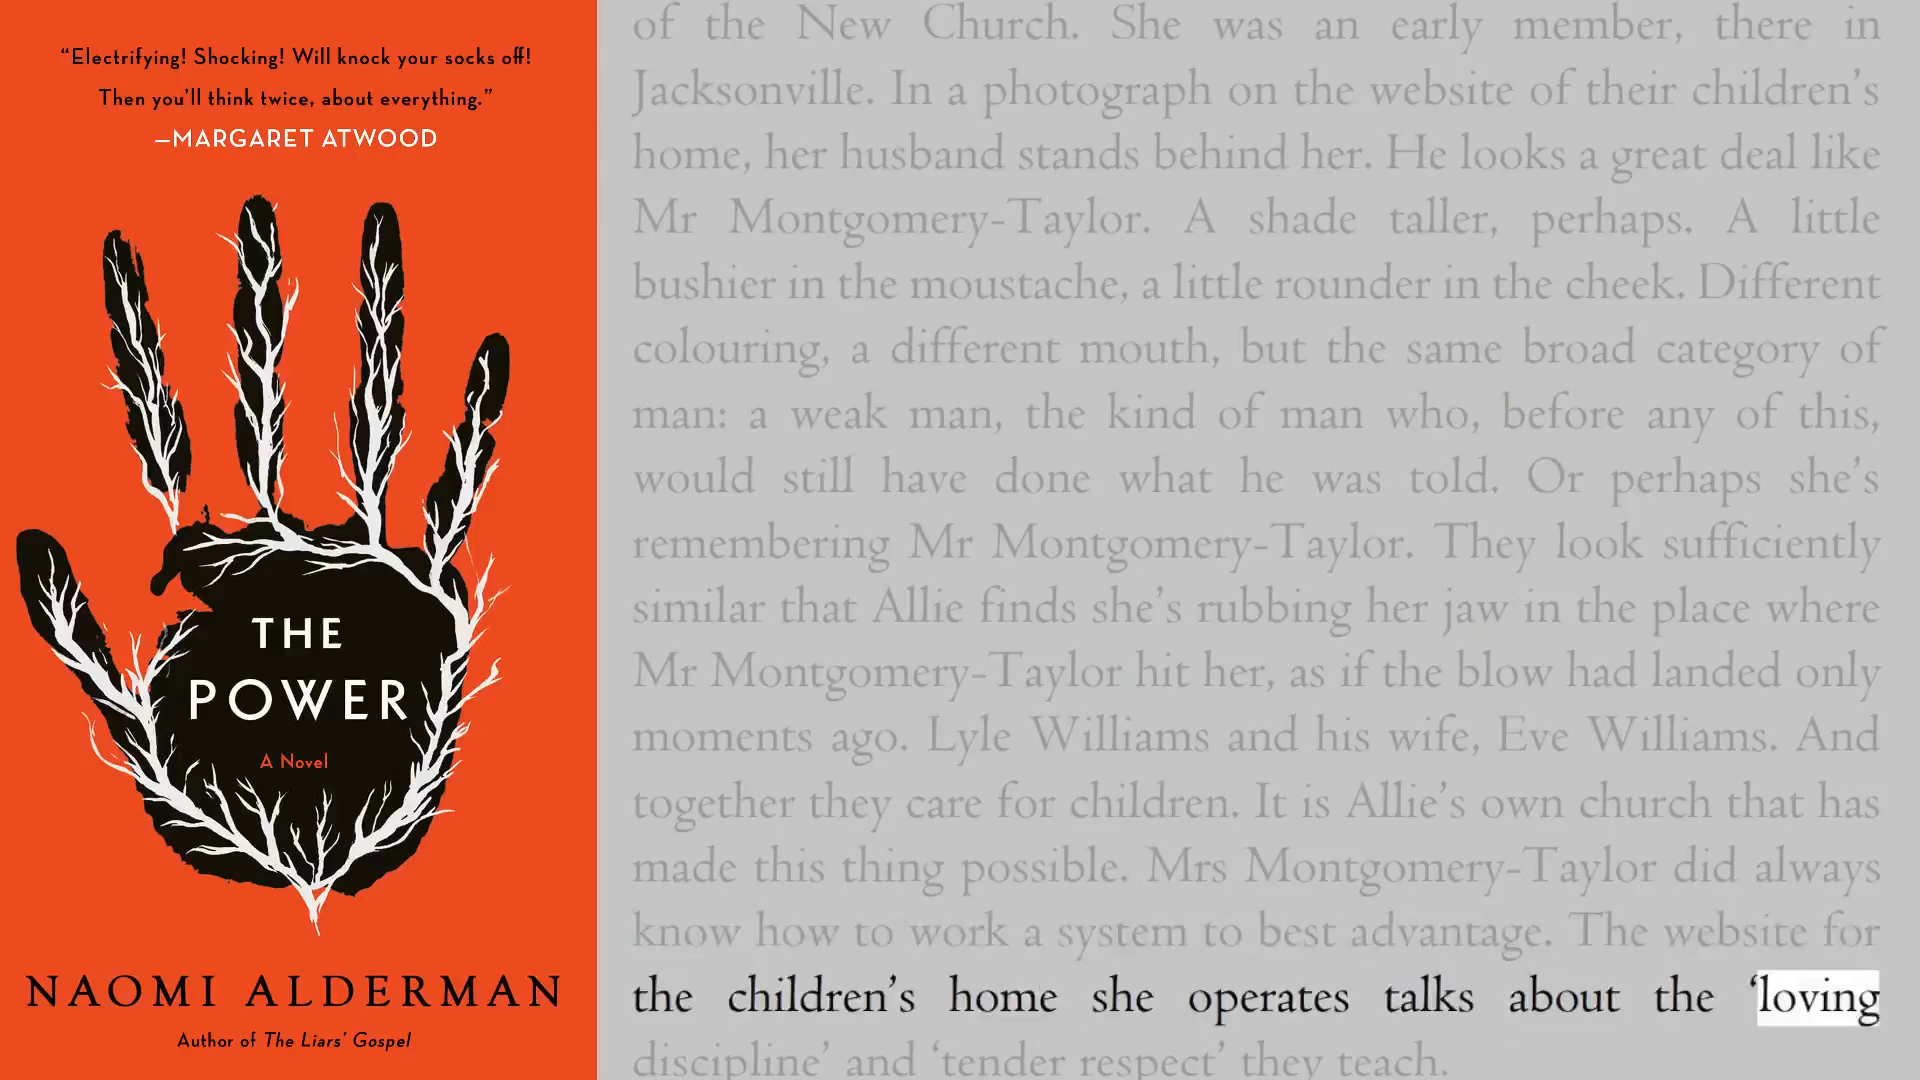 “Electrifying! Shocking! Will knock your socks off!
Then you’ll think twice, about everything.”
—MARGARET ATWOOD
THE
POWER
A Novel
NAOMI ALDERMAN
Author of The Liars’ Gospel
of the New Church. She was an early member, there in
Jacksonville. In a photograph on the website of their children’s
home, her husband stands behind her. He looks a great deal like
Mr Montgomery-Taylor. A shade taller, perhaps. A little
bushier in the moustache, a little rounder in the cheek. Different
colouring, a different mouth, but the same broad category of
man: a weak man, the kind of man who, before any of this,
would still have done what he was told. Or perhaps she’s
remembering Mr Montgomery-Taylor. They look sufficiently
similar that Allie finds she’s rubbing her jaw in the place where
Mr Montgomery-Taylor hit her, as if the blow had landed only
moments ago. Lyle Williams and his wife, Eve Williams. And
together they care for children. It is Allie’s own church that has
made this thing possible. Mrs Montgomery-Taylor did always
know how to work a system to best advantage. The website for
the children’s home she operates talks about the ‘loving
discipline’ and ‘tender respect’ they teach.